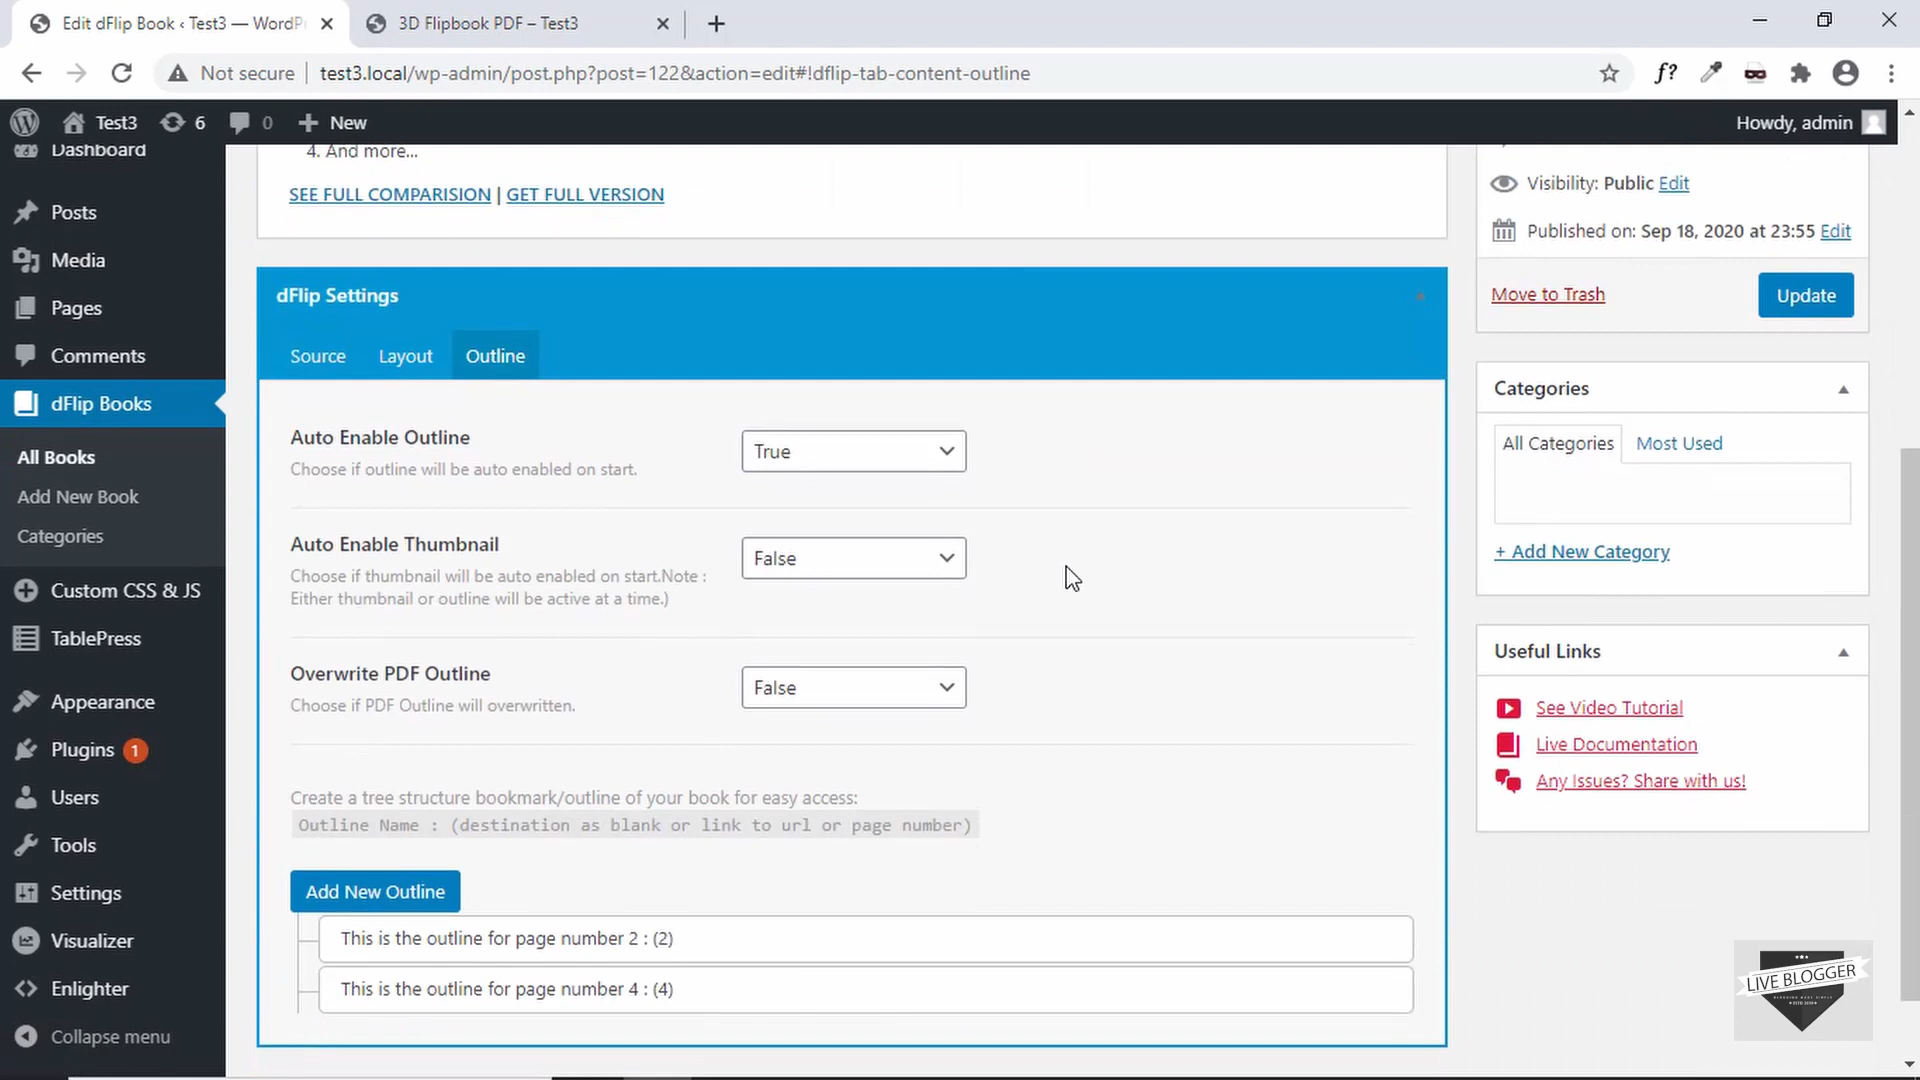 Edit dFlip Book ‹ Test3 — WordPr
3D Flipbook PDF – Test3
Not secure
test3.local/wp-admin/post.php?post=122&action=edit#!dflip-tab-content-outline
f?
Test3
6
0
New
Howdy, admin
Dashboard
Posts
Media
Pages
Comments
dFlip Books
All Books
Add New Book
Categories
Custom CSS & JS
TablePress
Appearance
Plugins 1
Users
Tools
Settings
Visualizer
Enlighter
Collapse menu
4. And more...
SEE FULL COMPARISION | GET FULL VERSION
dFlip Settings
Source
Layout
Outline
Auto Enable Outline
Choose if outline will be auto enabled on start.
True
Auto Enable Thumbnail
Choose if thumbnail will be auto enabled on start.Note :
Either thumbnail or outline will be active at a time.)
False
Overwrite PDF Outline
Choose if PDF Outline will overwritten.
False
Create a tree structure bookmark/outline of your book for easy access:
Outline Name : (destination as blank or link to url or page number)
Add New Outline
This is the outline for page number 2 : (2)
This is the outline for page number 4 : (4)
Visibility: Public Edit
Published on: Sep 18, 2020 at 23:55 Edit
Move to Trash
Update
Categories
All Categories
Most Used
+ Add New Category
Useful Links
See Video Tutorial
Live Documentation
Any Issues? Share with us!
LIVE BLOGGER